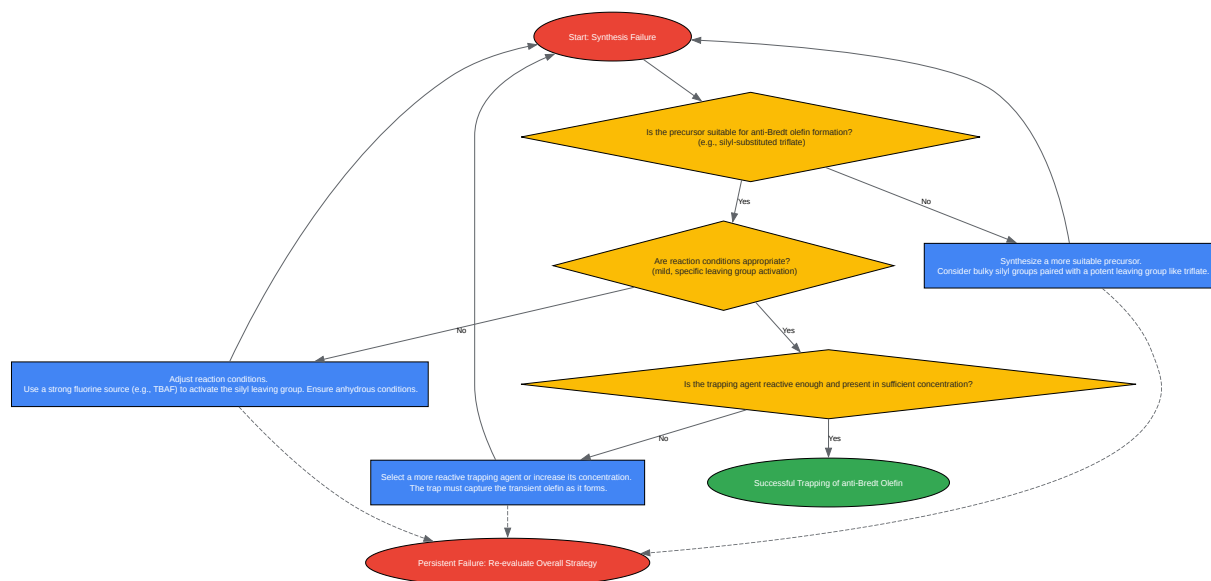 Start: Synthesis Failure
Is the precursor suitable for anti-Bredt olefin formation?
(e.g., silyl-substituted triflate)
Yes
No
Are reaction conditions appropriate?
(mild, specific leaving group activation)
Synthesize a more suitable precursor.
Consider bulky silyl groups paired with a potent leaving group like triflate.
No
Yes
Adjust reaction conditions.
Use a strong fluorine source (e.g., TBAF) to activate the silyl leaving group. Ensure anhydrous conditions.
Is the trapping agent reactive enough and present in sufficient concentration?
No
Yes
Select a more reactive trapping agent or increase its concentration.
The trap must capture the transient olefin as it forms.
Successful Trapping of anti-Bredt Olefin
Persistent Failure: Re-evaluate Overall Strategy